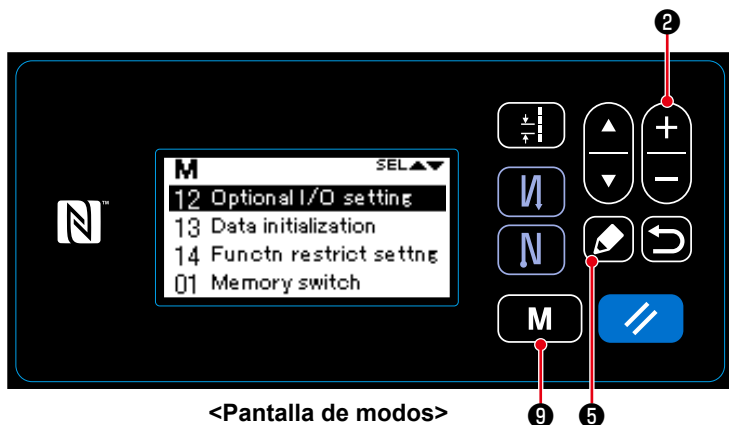 ❷
M SEL▲▼
12 Optional I/O setting
13 Data initialization
14 Functn restrict settng
01 Memory switch
N™
M
<Pantalla de modos>
❾ ❺